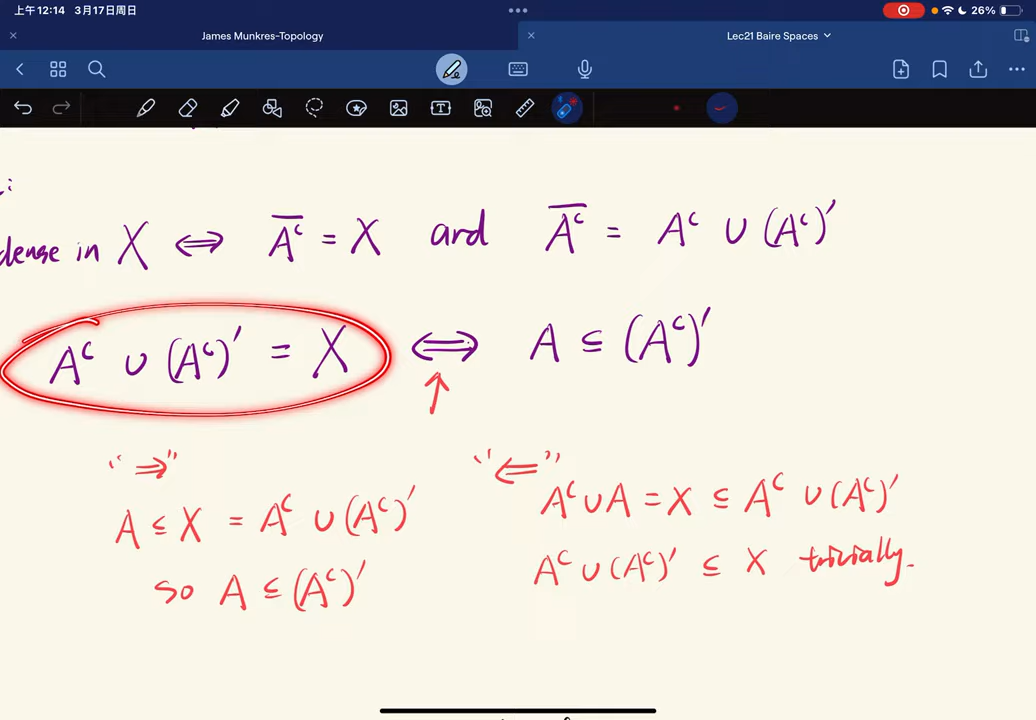 上午12:14 3月17日周日
26%
James Munkres-Topology
Lec21 Baire Spaces
dense in X ⟺ \overline{A^c} = X and \overline{A^c} = A^c ∪ (A^c)'
A^c ∪ (A^c)' = X ⟺ A ⊆ (A^c)'
"⇒"
A ⊆ X = A^c ∪ (A^c)'
so A ⊆ (A^c)'
"⇐"
A^c ∪ A = X ⊆ A^c ∪ (A^c)'
A^c ∪ (A^c)' ⊆ X trivially.